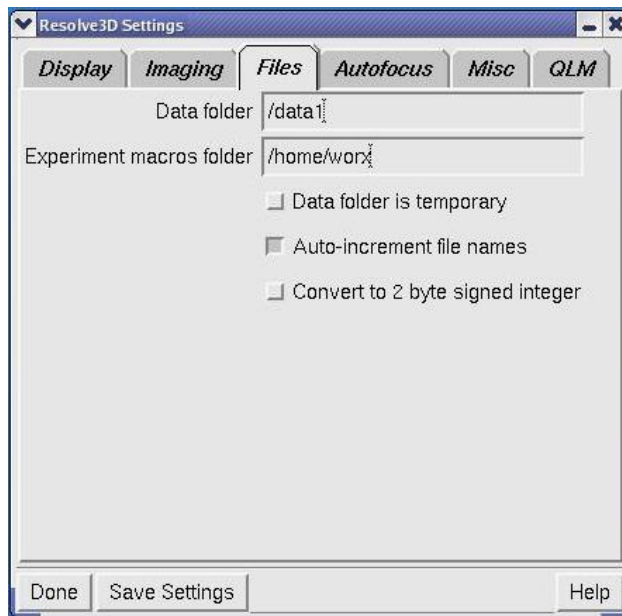 Resolve3D Settings
Display Imaging Files Autofocus Misc QLM
Data folder /data1
Experiment macros folder /home/worx
Data folder is temporary
Auto-increment file names
Convert to 2 byte signed integer
Done Save Settings Help